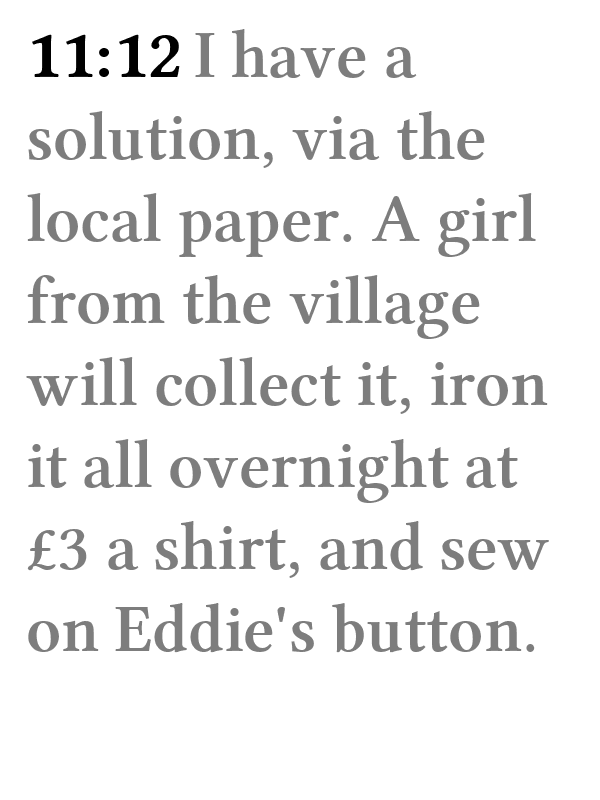 11:12 I have a
solution, via the
local paper. A girl
from the village
will collect it, iron
it all overnight at
£3 a shirt, and sew
on Eddie's button.